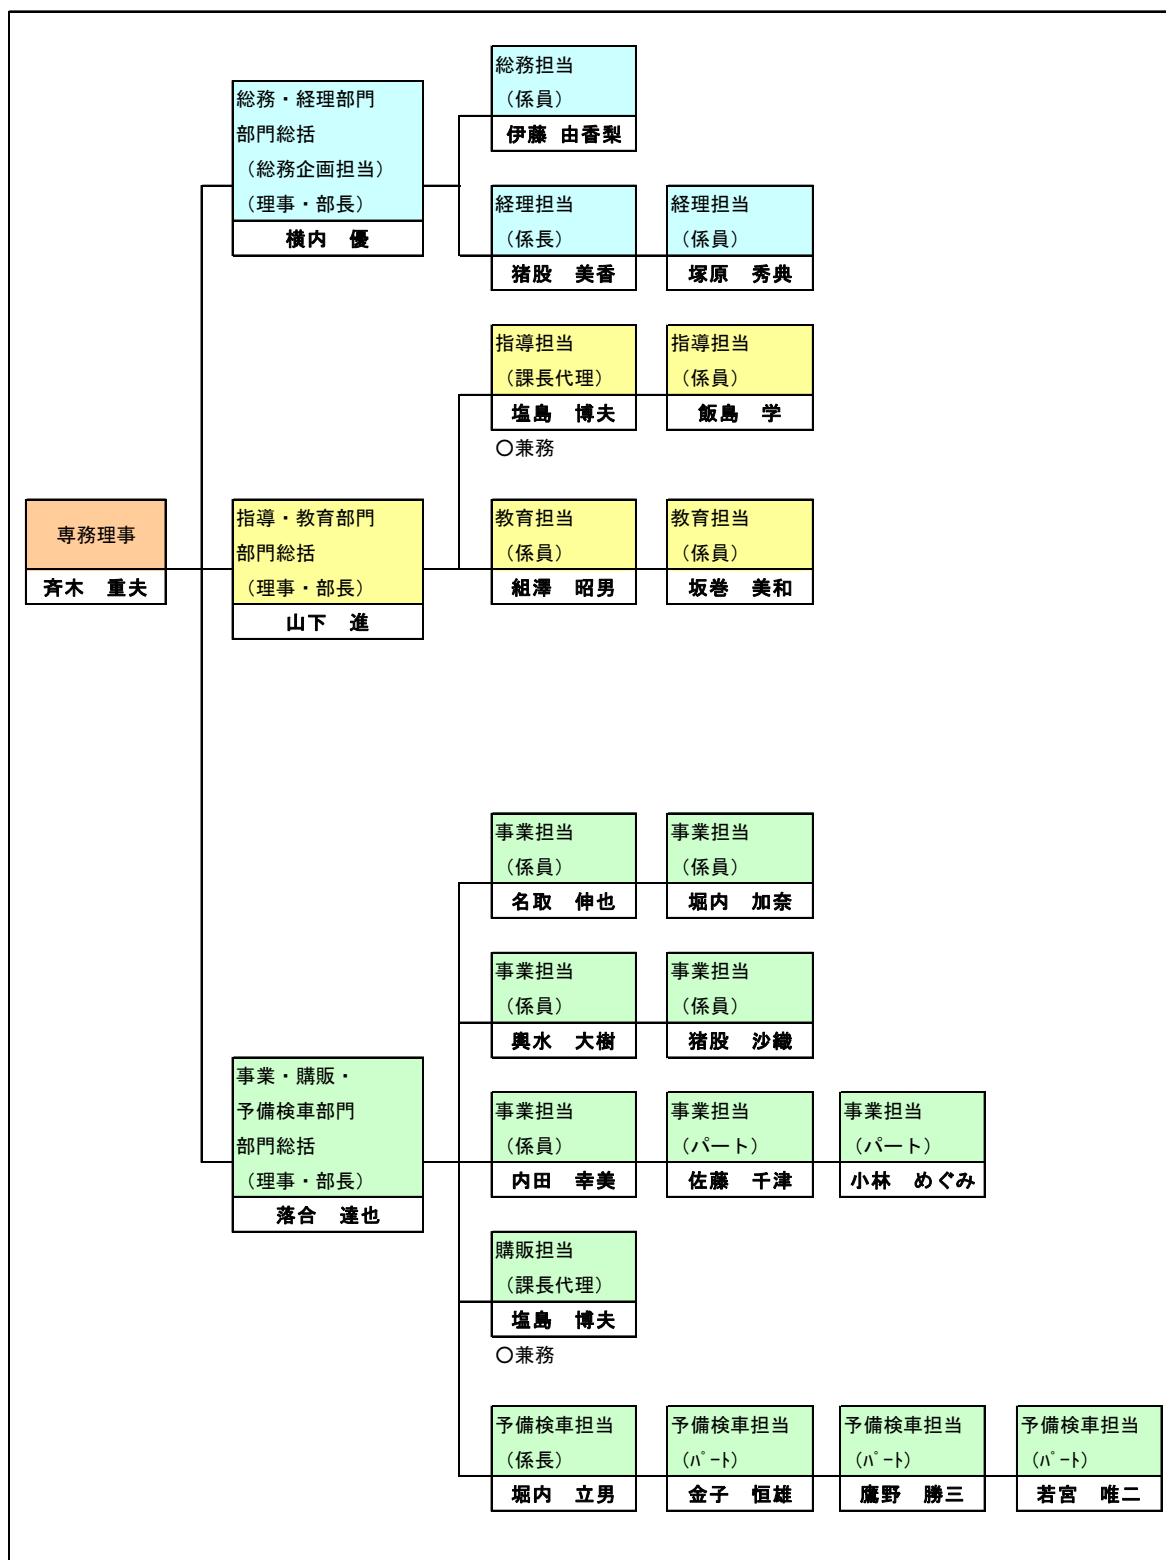 総務担当
（係員）
伊藤 由香梨
総務・経理部門
部門総括
（総務企画担当）
（理事・部長）
横内 優
経理担当
（係長）
猪股 美香
経理担当
（係員）
塚原 秀典
指導担当
（課長代理）
塩島 博夫
○兼務
指導担当
（係員）
飯島 学
専務理事
斉木 重夫
指導・教育部門
部門総括
（理事・部長）
山下 進
教育担当
（係員）
組澤 昭男
教育担当
（係員）
坂巻 美和
事業担当
（係員）
名取 伸也
事業担当
（係員）
堀内 加奈
事業担当
（係員）
輿水 大樹
事業担当
（係員）
猪股 沙織
事業・購販・
予備検車部門
部門総括
（理事・部長）
落合 達也
事業担当
（係員）
内田 幸美
事業担当
（パート）
佐藤 千津
事業担当
（パート）
小林 めぐみ
購販担当
（課長代理）
塩島 博夫
○兼務
予備検車担当
（係長）
堀内 立男
予備検車担当
（ﾊﾟｰﾄ）
金子 恒雄
予備検車担当
（ﾊﾟｰﾄ）
鷹野 勝三
予備検車担当
（ﾊﾟｰﾄ）
若宮 唯二